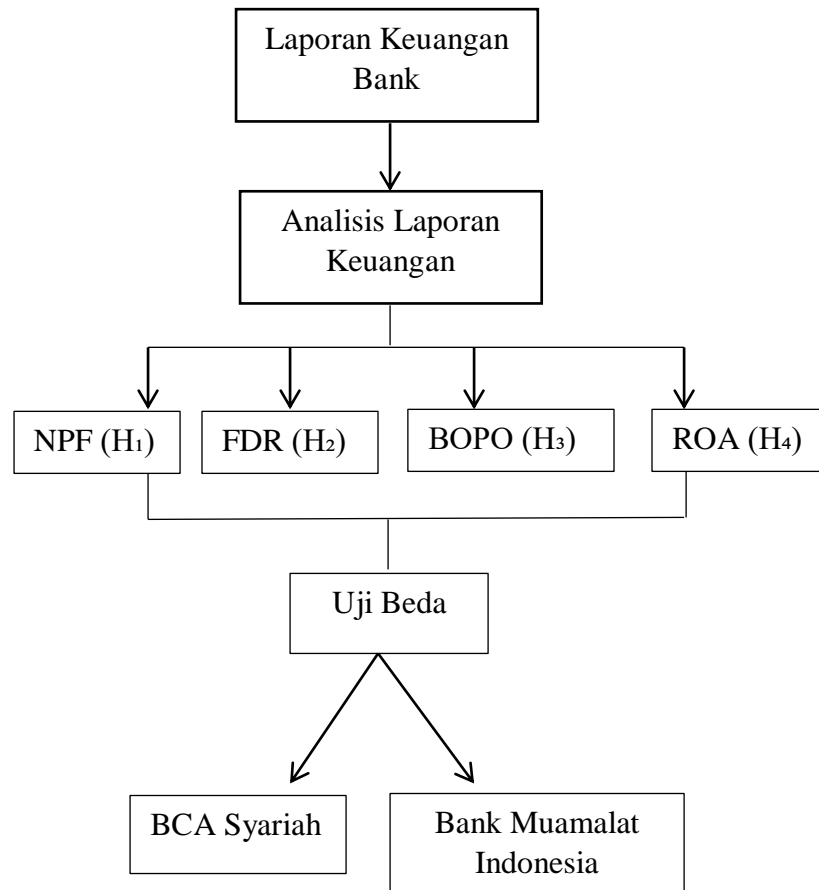 Laporan Keuangan
Bank
Analisis Laporan
Keuangan
NPF (H₁)
FDR (H₂)
BOPO (H₃)
ROA (H₄)
Uji Beda
BCA Syariah
Bank Muamalat
Indonesia